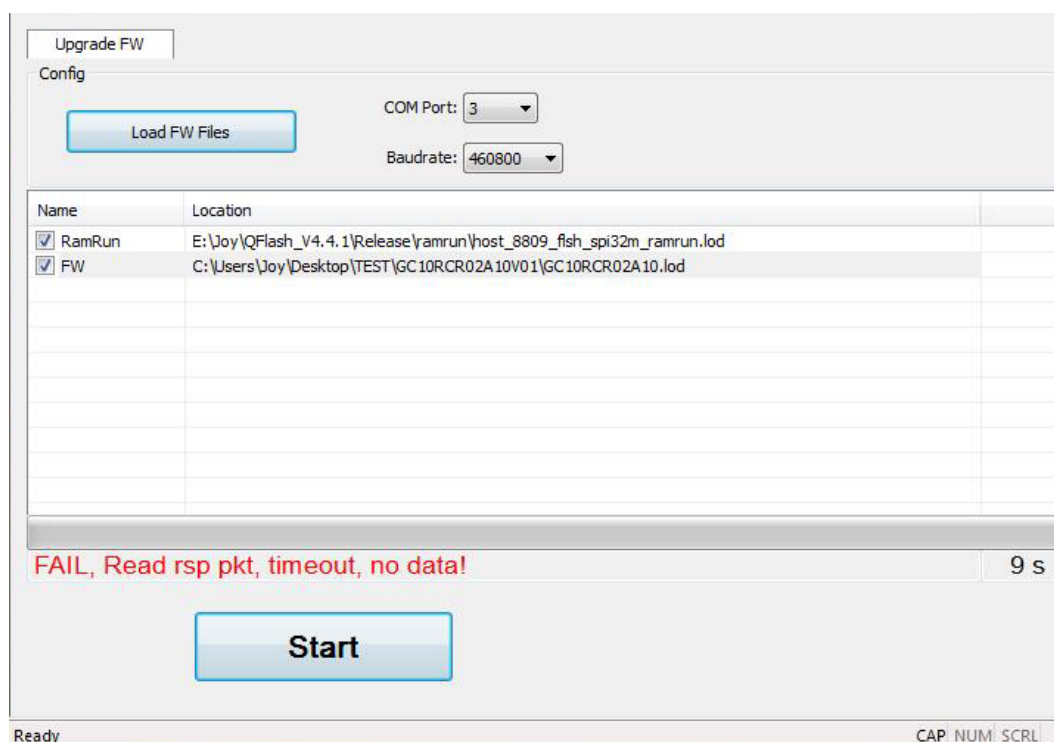 Upgrade FW
Config
Load FW Files
COM Port: 3
Baudrate: 460800
Name Location
RamRun E:\Joy\QFlash_V4.4.1\Release\ramrun\host_8809_flsh_spi32m_ramrun.lod
FW C:\Users\Joy\Desktop\TEST\GC10RCR02A10V01\GC10RCR02A10.lod
FAIL, Read rsp pkt, timeout, no data! 9 s
Start
Ready CAP NUM SCRL